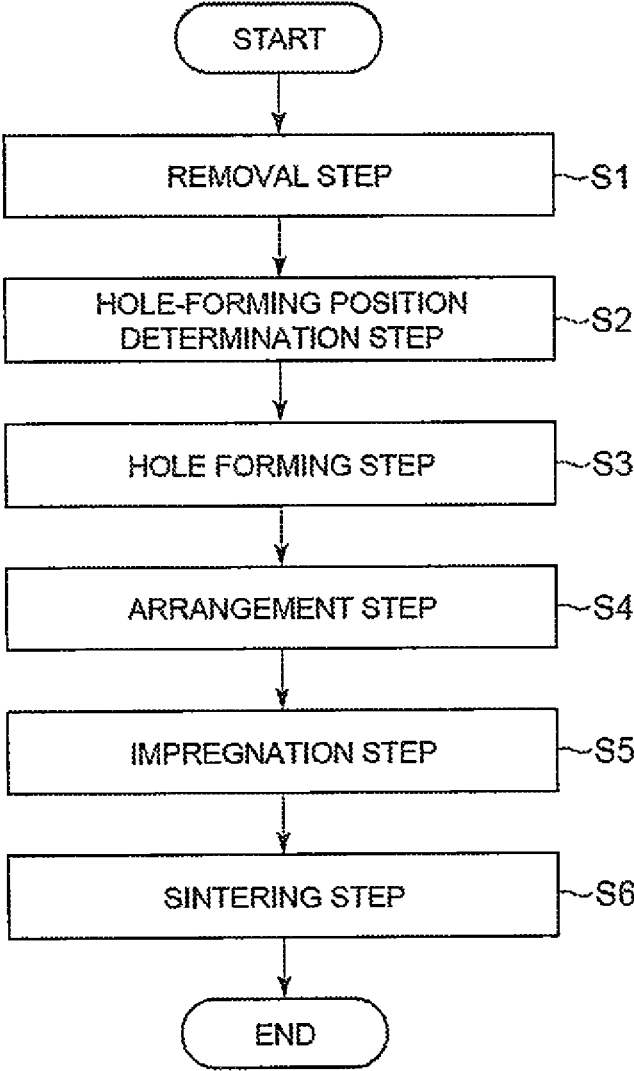 START
REMOVAL STEP
S1
HOLE-FORMING POSITION
DETERMINATION STEP
S2
HOLE FORMING STEP
S3
ARRANGEMENT STEP
S4
IMPREGNATION STEP
S5
SINTERING STEP
S6
END